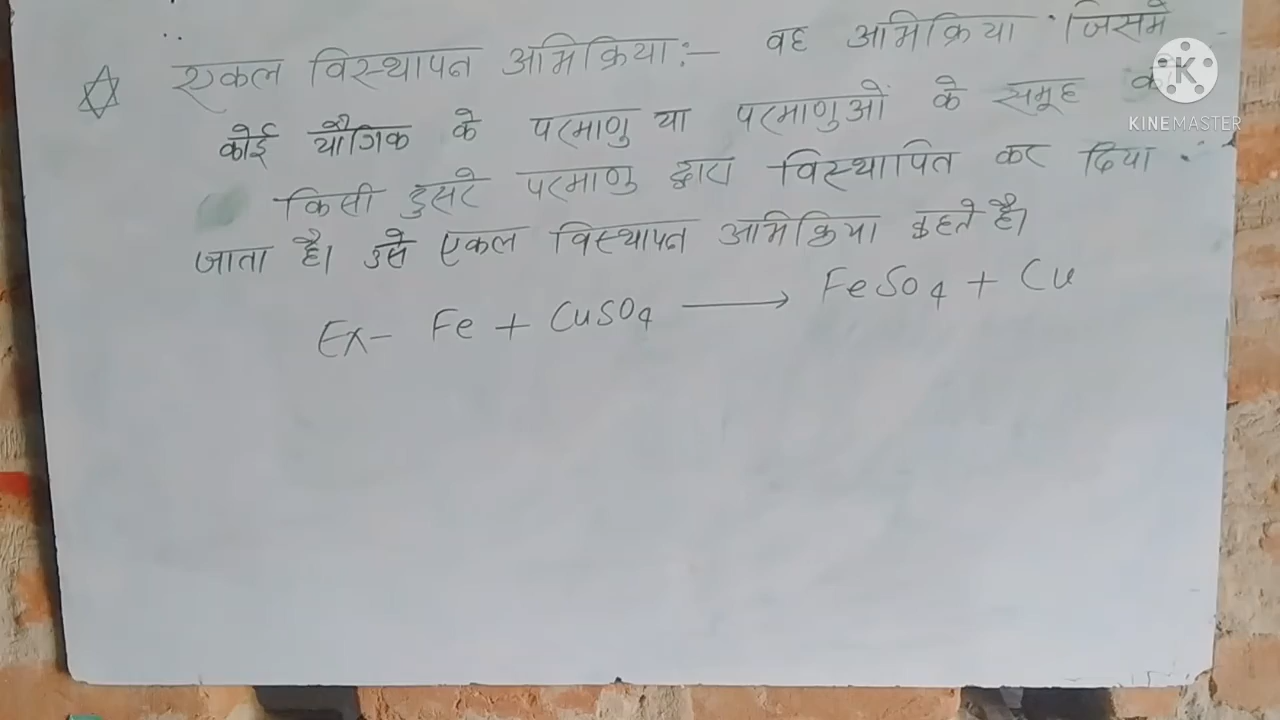 एकल विस्थापन अभिक्रिया:- वह अभिक्रिया जिसमे
कोई यौगिक के परमाणु या परमाणुओं के समूह
किसी दुसरे परमाणु द्वारा विस्थापित कर दिया
जाता है। उसे एकल विस्थापन अभिक्रिया कहते है।
Ex- Fe + CuSO4 ⟶ FeSO4 + Cu
K
KINEMASTER